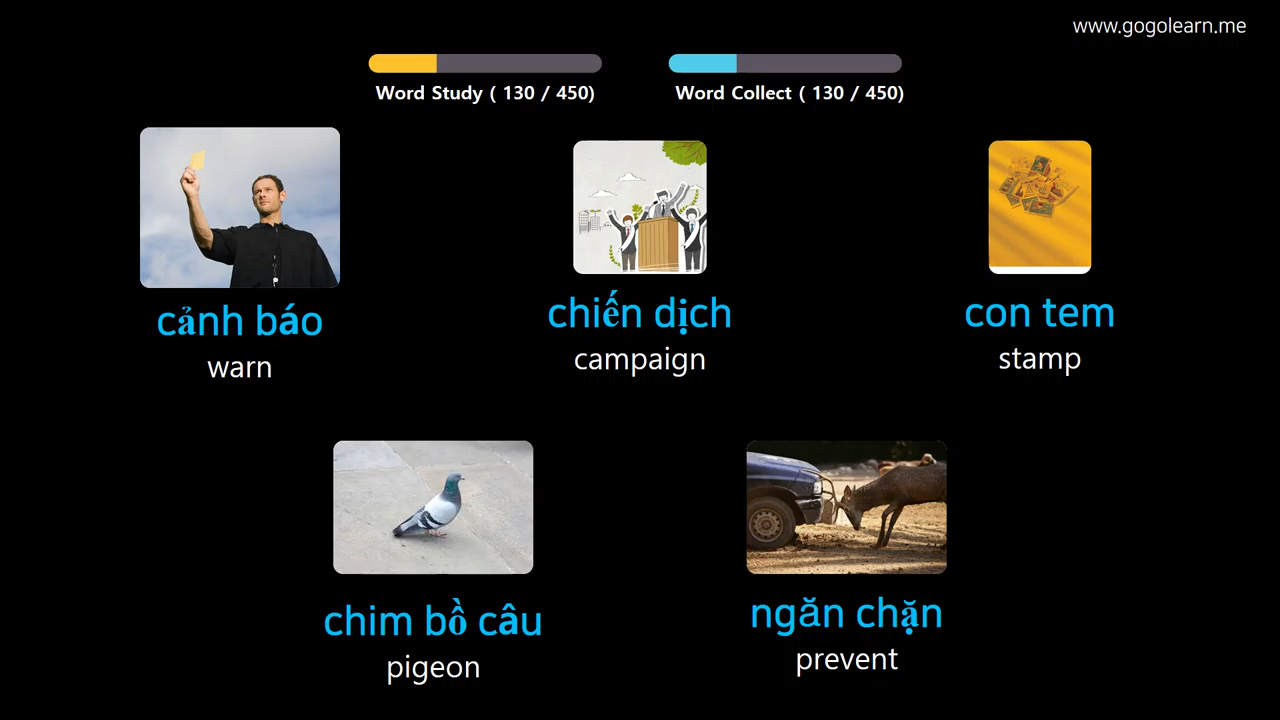 www.gogolearn.me
Word Study ( 130 / 450)
Word Collect ( 130 / 450)
cảnh báo
warn
chiến dịch
campaign
con tem
stamp
chim bồ câu
pigeon
ngăn chặn
prevent